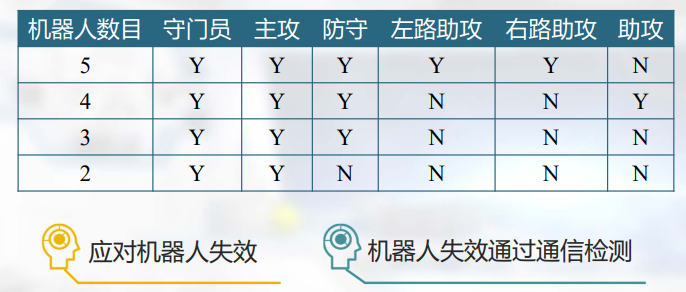 机器人数目 守门员 主攻 防守 左路助攻 右路助攻 助攻
5 Y Y Y Y Y N
4 Y Y Y N N Y
3 Y Y Y N N N
2 Y Y N N N N
应对机器人失效 机器人失效通过通信检测